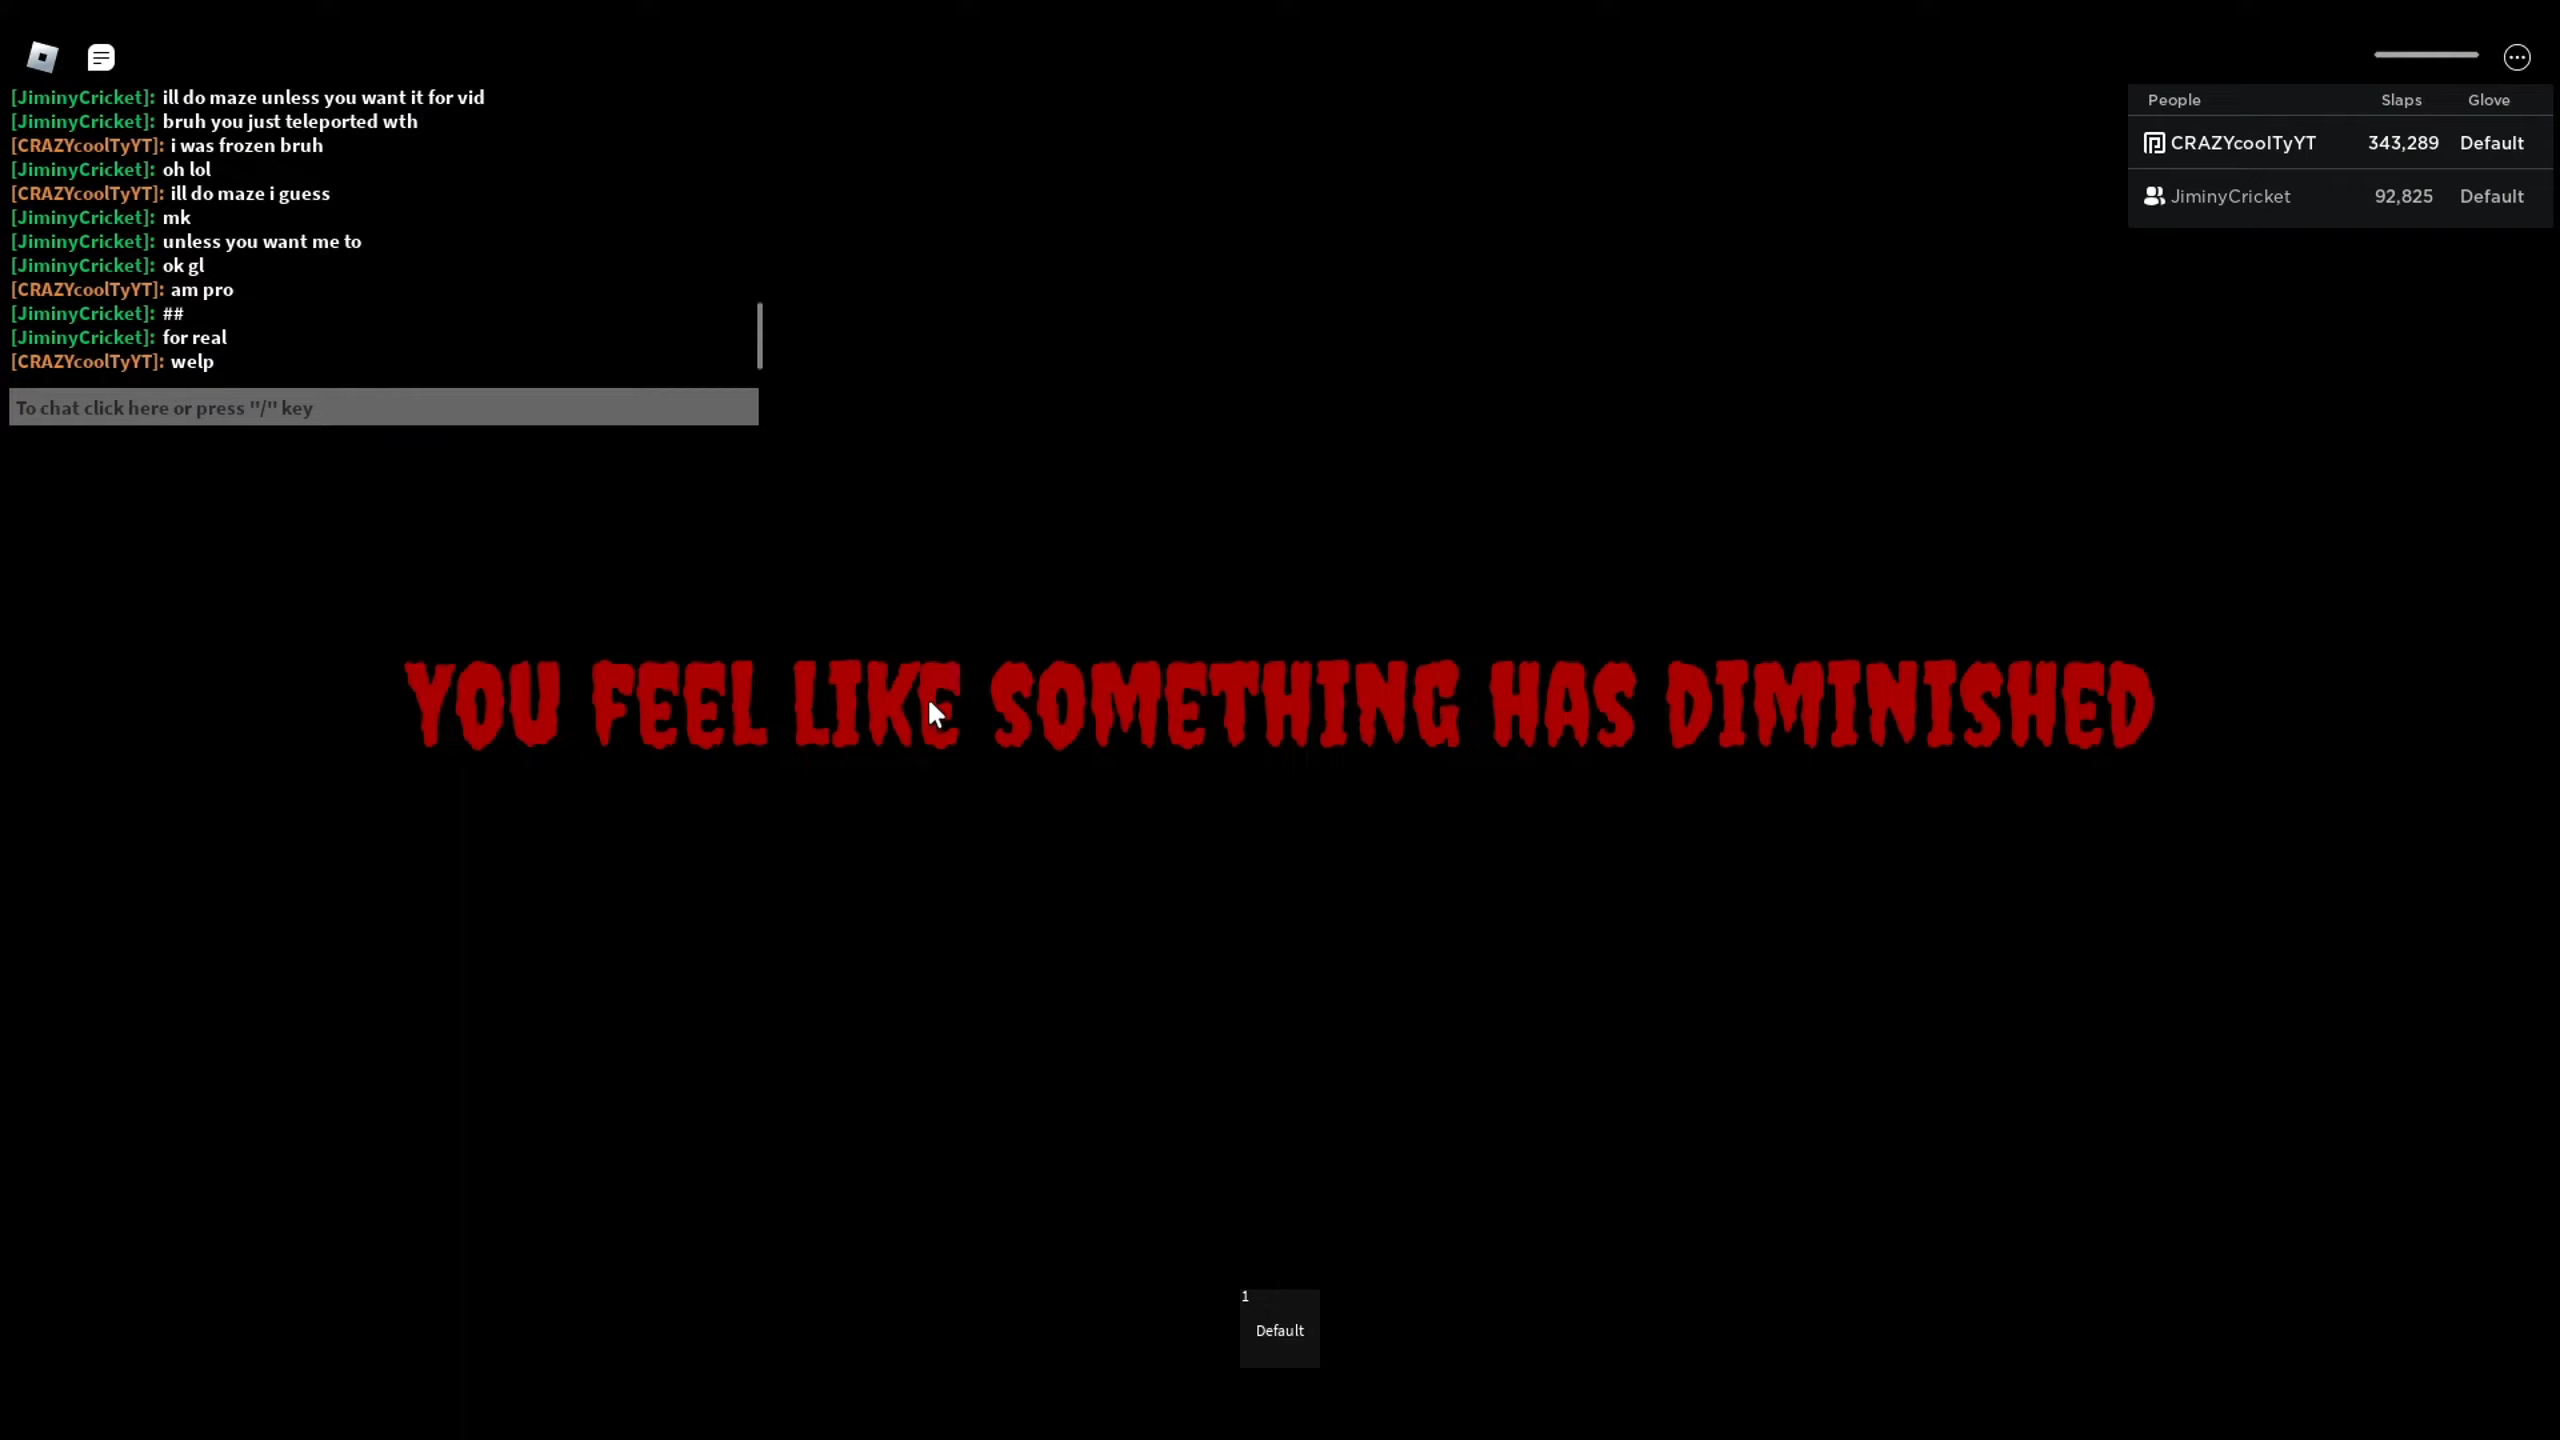 [JiminyCricket]: ill do maze unless you want it for vid
[JiminyCricket]: bruh you just teleported wth
[CRAZYcoolTyYT]: i was frozen bruh
[JiminyCricket]: oh lol
[CRAZYcoolTyYT]: ill do maze i guess
[JiminyCricket]: mk
[JiminyCricket]: unless you want me to
[JiminyCricket]: ok gl
[CRAZYcoolTyYT]: am pro
[JiminyCricket]: ##
[JiminyCricket]: for real
[CRAZYcoolTyYT]: welp
To chat click here or press "/" key
People Slaps Glove
CRAZYcoolTyYT 343,289 Default
JiminyCricket 92,825 Default
YOU FEEL LIKE SOMETHING HAS DIMINISHED
1
Default